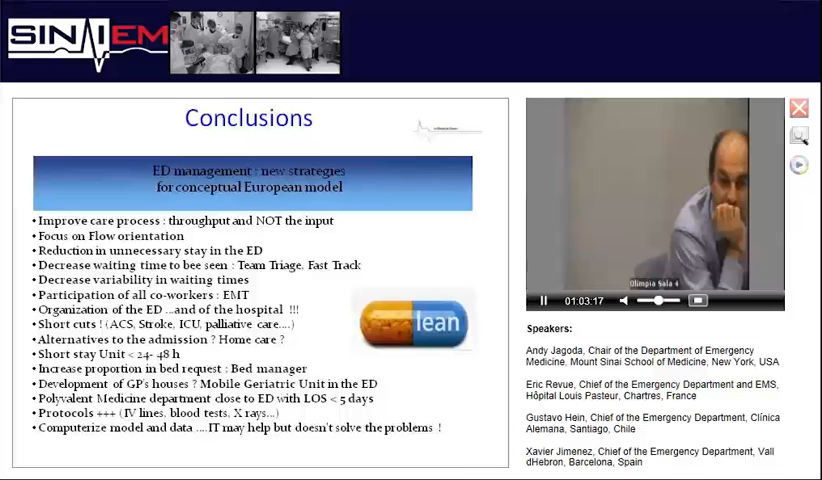 SINAIEM
Conclusions
ED management : new strategies
for conceptual European model
• Improve care process : throughput and NOT the input
• Focus on Flow orientation
• Reduction in unnecessary stay in the ED
• Decrease waiting time to bee seen : Team Triage, Fast Track
• Decrease variability in waiting times
• Participation of all co-workers : EMT
• Organization of the ED ...and of the hospital !!!
• Short cuts ! (ACS, Stroke, ICU, palliative care....)
• Alternatives to the admission ? Home care ?
• Short stay Unit < 24- 48 h
• Increase proportion in bed request : Bed manager
• Development of GP's houses ? Mobile Geriatric Unit in the ED
• Polyvalent Medicine department close to ED with LOS < 5 days
• Protocols +++ (IV lines, blood tests, X rays...)
• Computerize model and data ....IT may help but doesn't solve the problems !
lean
Olimpia Sala 4
01:03:17
Speakers:
Andy Jagoda, Chair of the Department of Emergency
Medicine, Mount Sinai School of Medicine, New York, USA
Eric Revue, Chief of the Emergency Department and EMS,
Hôpital Louis Pasteur, Chartres, France
Gustavo Hein, Chief of the Emergency Department, Clínica
Alemana, Santiago, Chile
Xavier Jimenez, Chief of the Emergency Department, Vall
dHebron, Barcelona, Spain